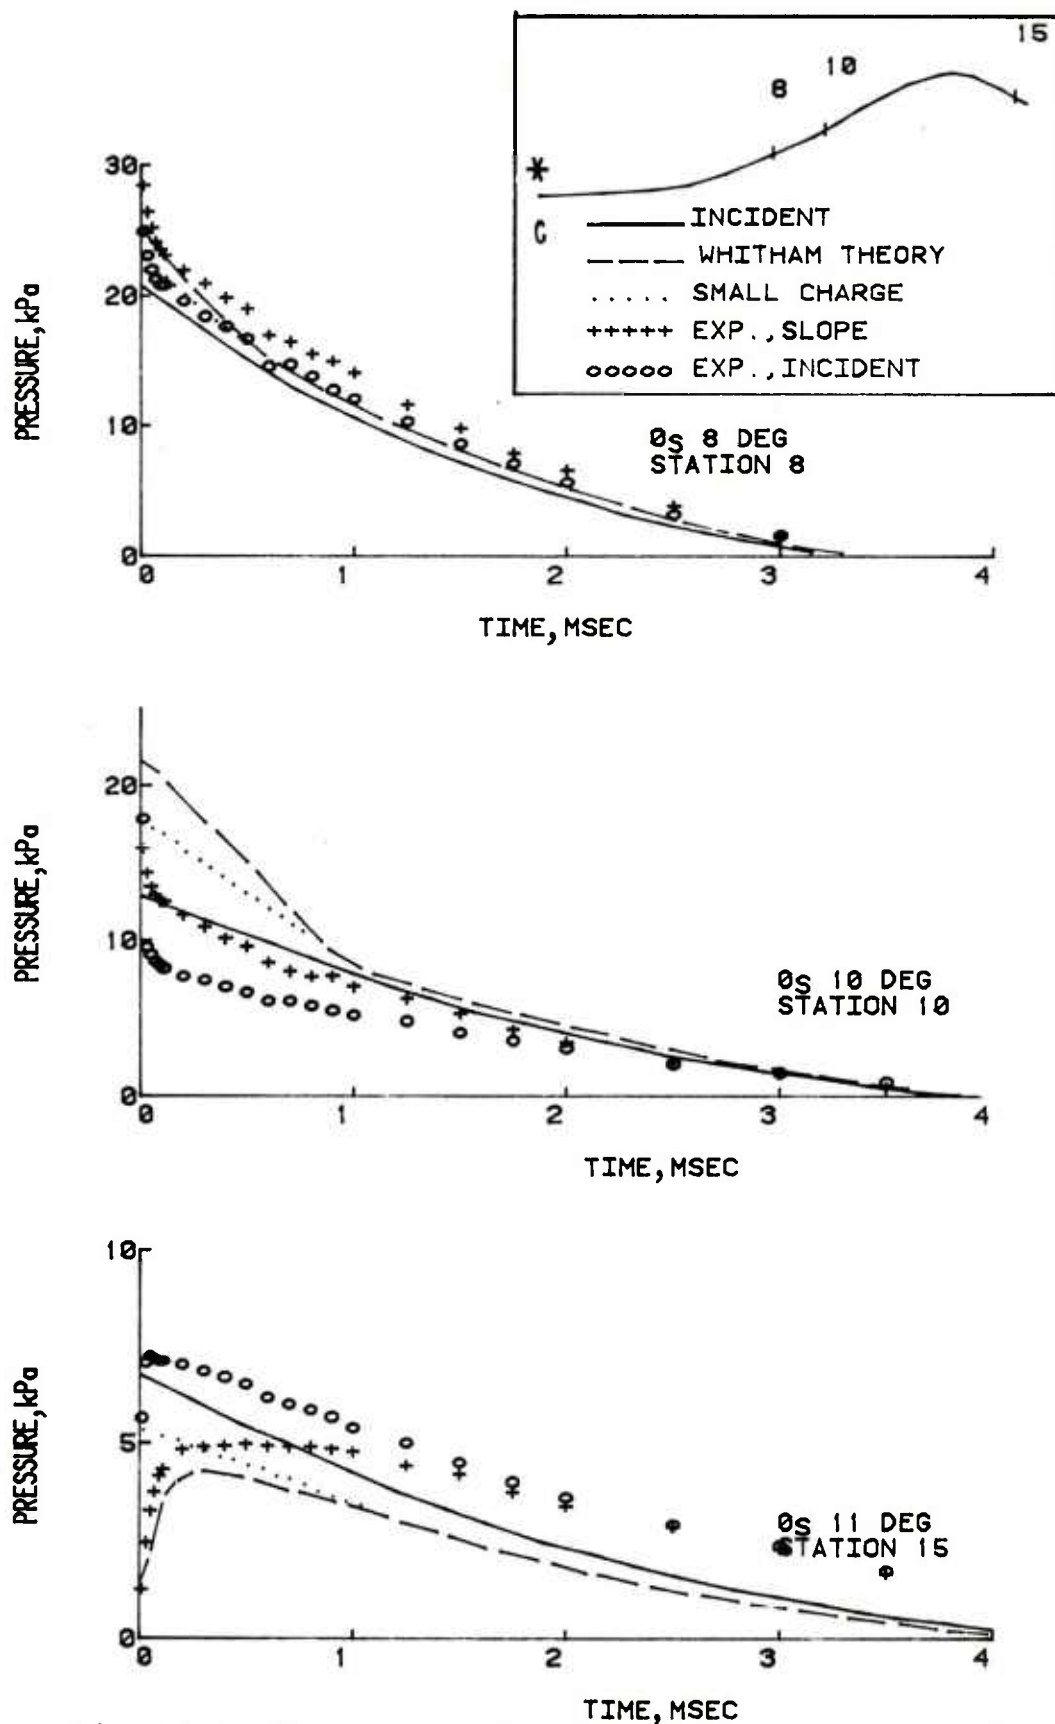 15
10
8
C
INCIDENT
WHITHAM THEORY
SMALL CHARGE
+++++ EXP.,SLOPE
ooooo EXP.,INCIDENT
PRESSURE,kPa
30
20
10
0
0s 8 DEG
STATION 8
0 1 2 3 4
TIME,MSEC
PRESSURE,kPa
20
10
0
0s 10 DEG
STATION 10
0 1 2 3 4
TIME,MSEC
PRESSURE,kPa
10
5
0
0s 11 DEG
STATION 15
0 1 2 3 4
TIME,MSEC